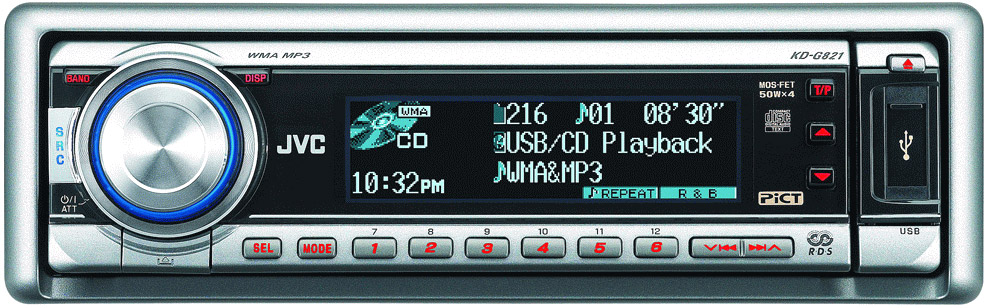 WMA MP3
KD-G821
BAND
DISP
MOS-FET
50W×4
T/P
SRC
JVC
WMA
CD
216 01 08'30"
USB/CD Playback
WMA&MP3
10:32PM
REPEAT
R & B
disc
TEXT
PiCT
⏻/I
ATT
USB
7 8 9 10 11 12
SEL MODE 1 2 3 4 5 6
RDS